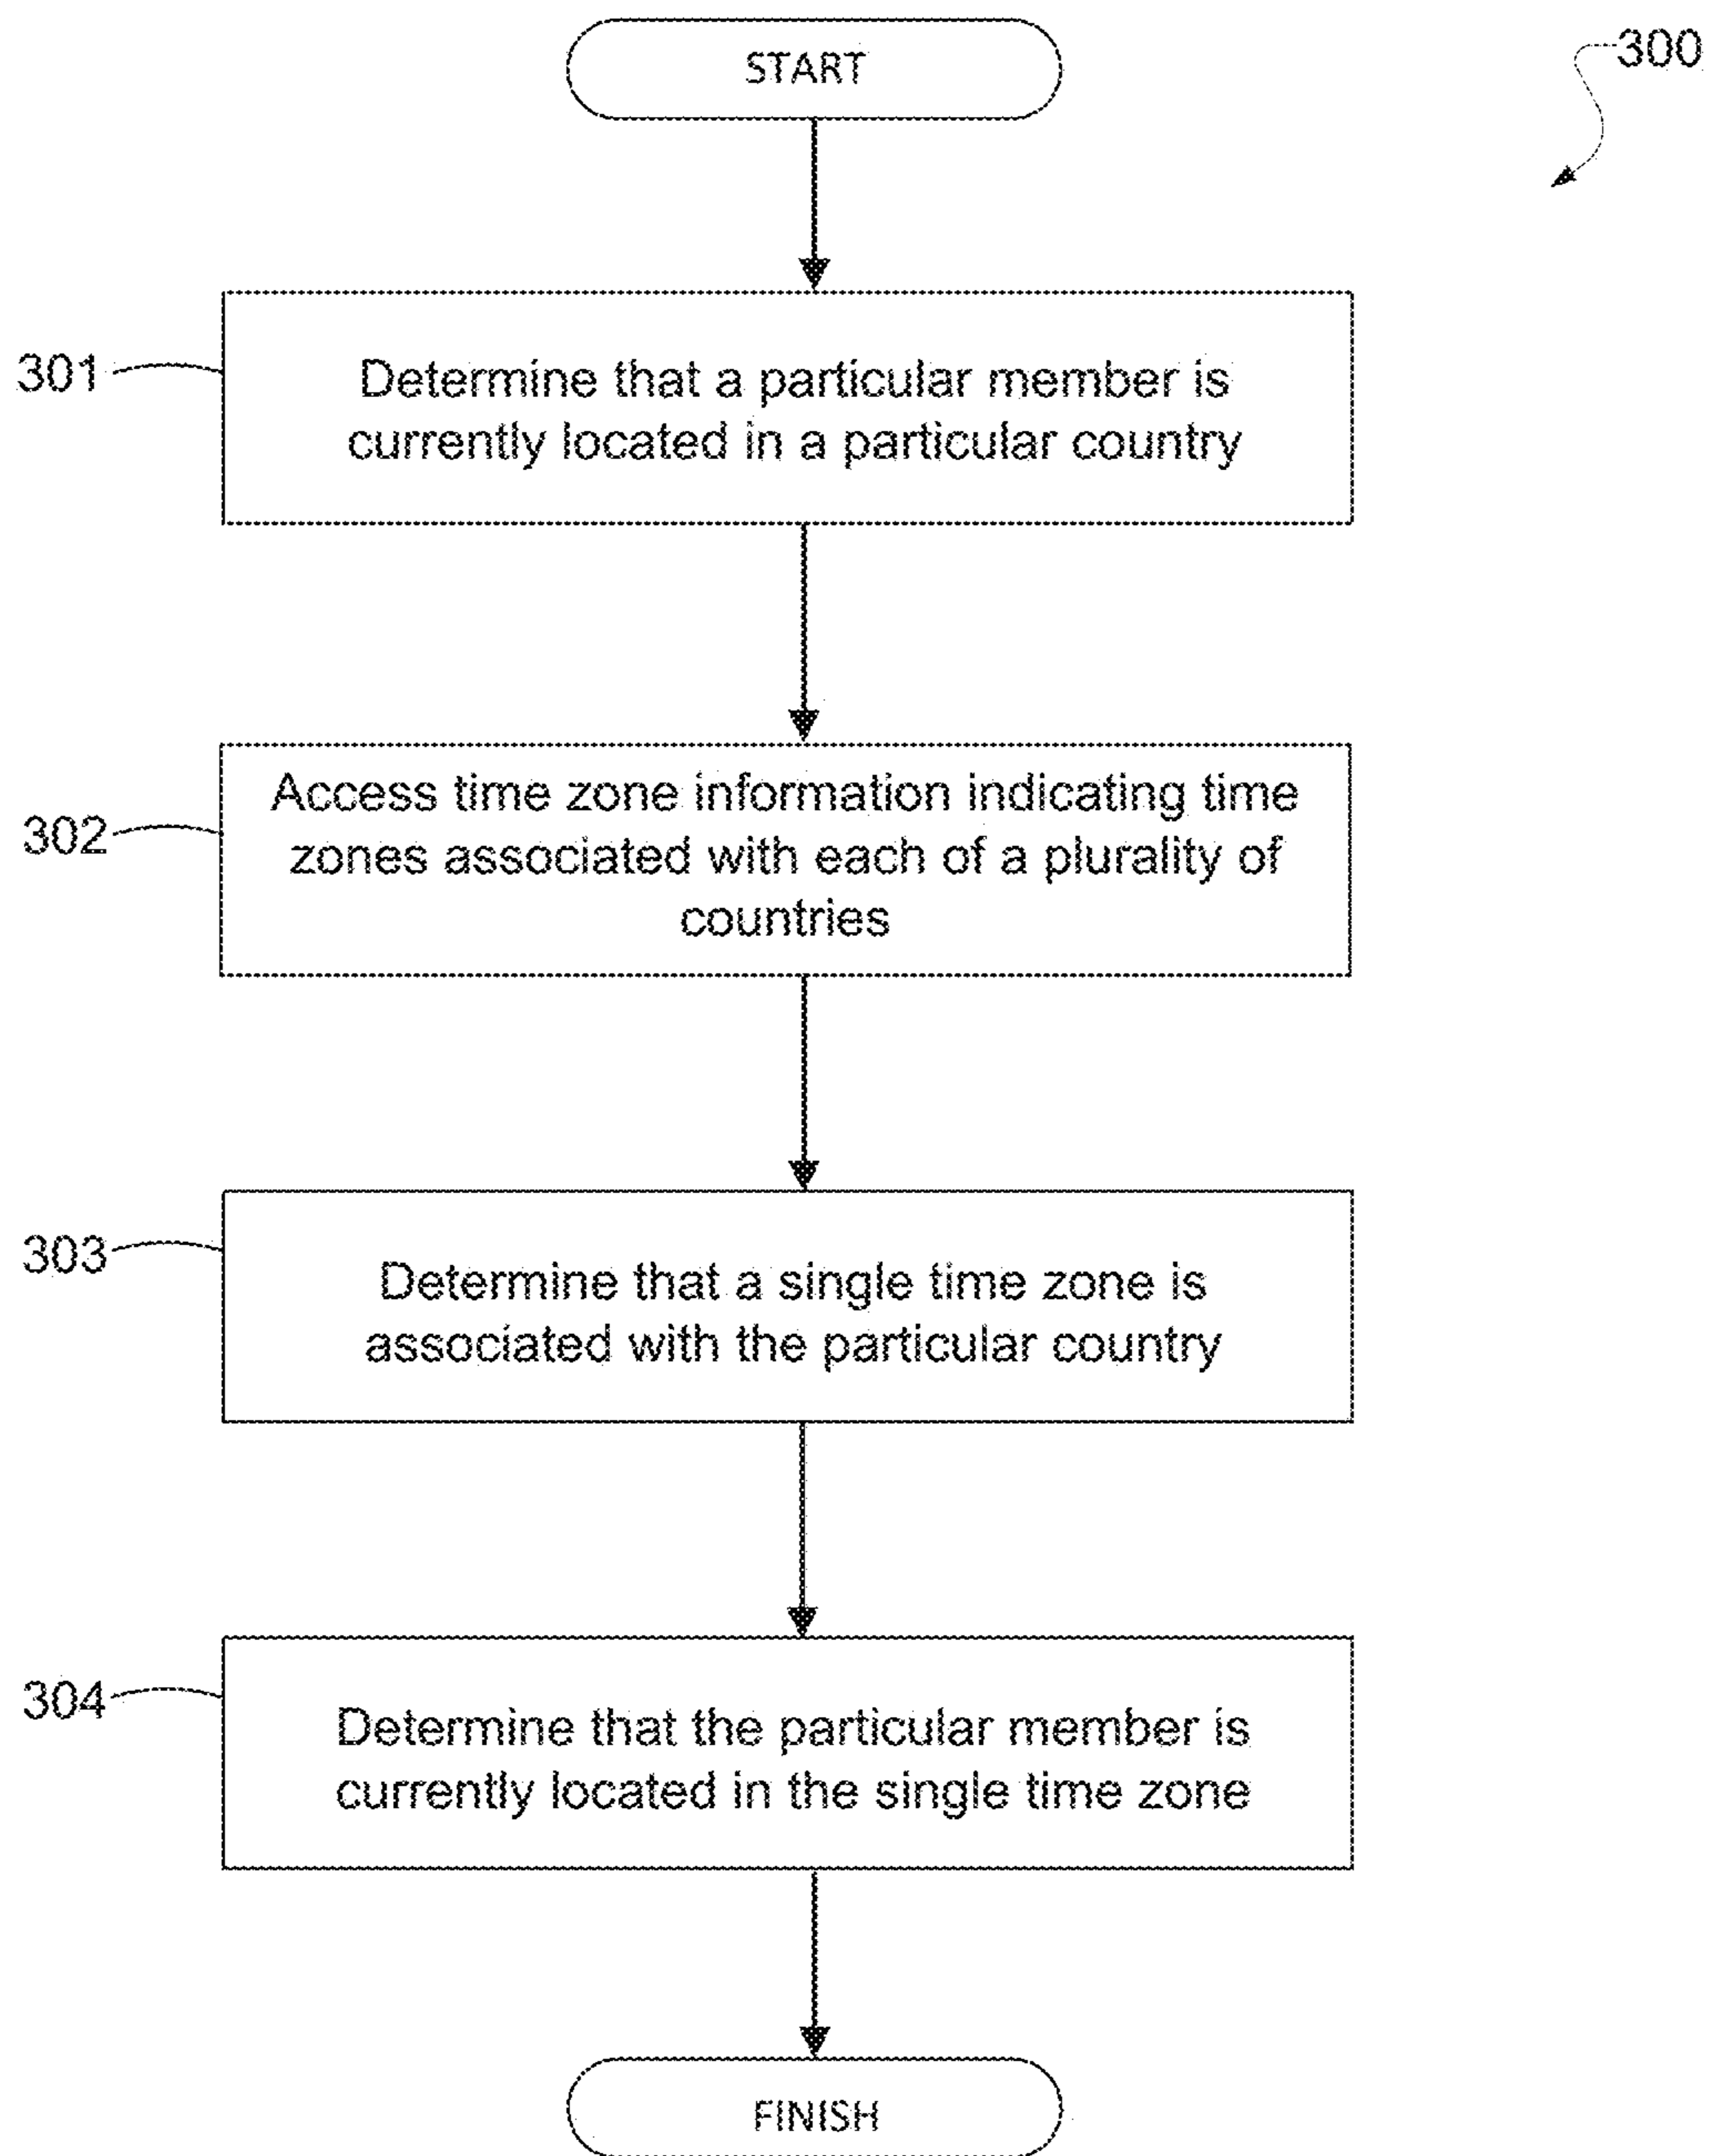 START
300
301
Determine that a particular member is
currently located in a particular country
302
Access time zone information indicating time
zones associated with each of a plurality of
countries
303
Determine that a single time zone is
associated with the particular country
304
Determine that the particular member is
currently located in the single time zone
FINISH